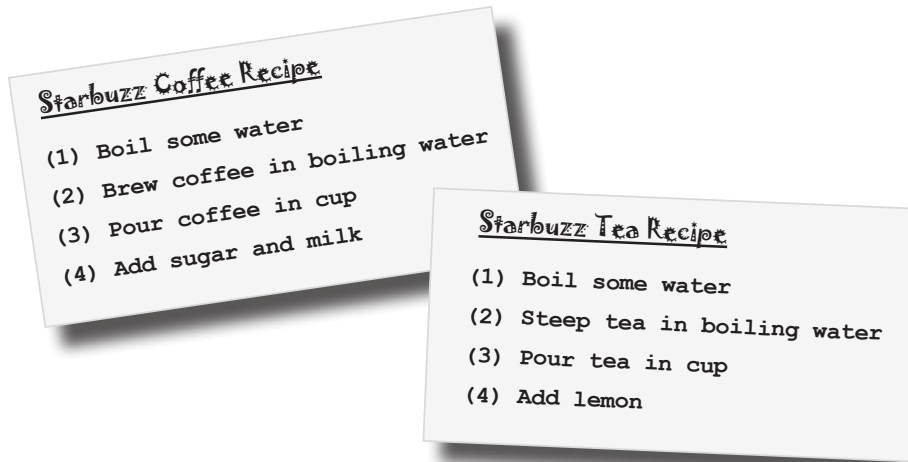 Starbuzz Coffee Recipe
(1) Boil some water
(2) Brew coffee in boiling water
(3) Pour coffee in cup
(4) Add sugar and milk
Starbuzz Tea Recipe
(1) Boil some water
(2) Steep tea in boiling water
(3) Pour tea in cup
(4) Add lemon